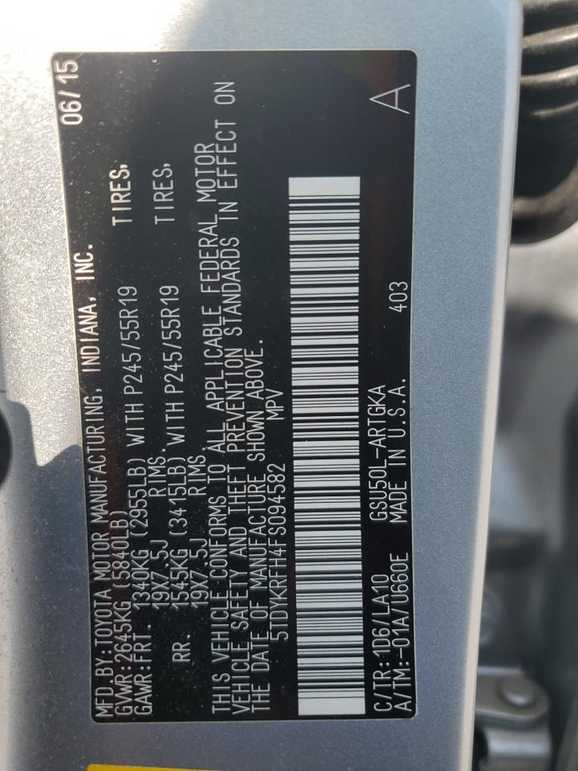 MFD.BY:TOYOTA MOTOR MANUFACTURING, INDIANA, INC. 06/15
GVWR:2645KG (5840LB)
GAWR:FRT. 1340KG (2955LB) WITH P245/55R19 TIRES,
19X7.5J RIMS.
RR. 1545KG (3415LB) WITH P245/55R19 TIRES,
19X7.5J RIMS
THIS VEHICLE CONFORMS TO ALL APPLICABLE FEDERAL MOTOR
VEHICLE SAFETY AND THEFT PREVENTION STANDARDS IN EFFECT ON
THE DATE OF MANUFACTURE SHOWN ABOVE.
5TDYKRFH4FS094582 MPV
C/TR:1D6/LA10 GSU50L-ARTGKA
A/TM:-01A/U660E MADE IN U.S.A. 403 A